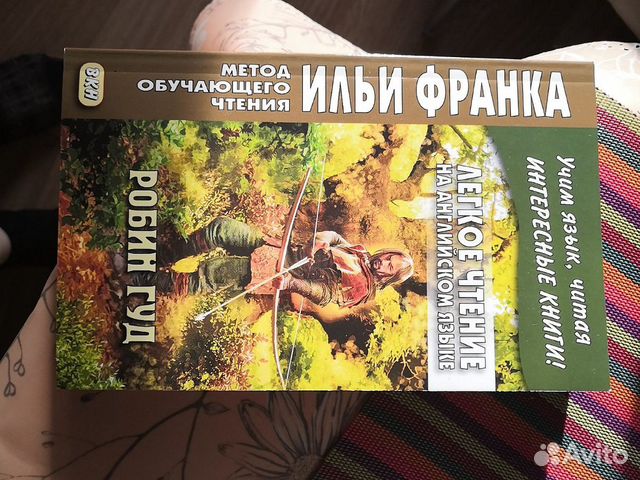 МЕТОД
ОБУЧАЮЩЕГО
ЧТЕНИЯ
ИЛЬИ ФРАНКА
ВКН
УЧИМ ЯЗЫК, ЧИТАЯ
ИНТЕРЕСНЫЕ КНИГИ!
ЛЕГКОЕ ЧТЕНИЕ
НА АНГЛИЙСКОМ ЯЗЫКЕ
РОБИН ГУД
Avito